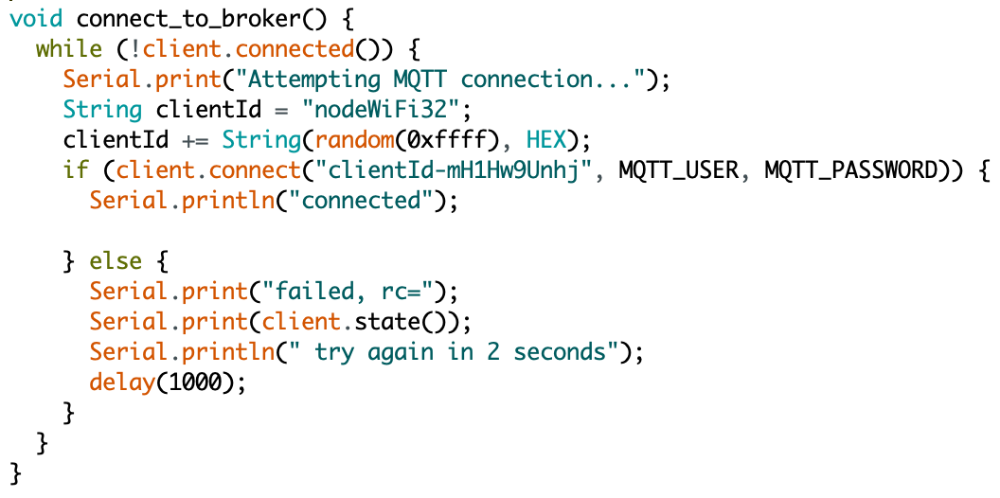 void connect_to_broker() {
  while (!client.connected()) {
    Serial.print("Attempting MQTT connection...");
    String clientId = "nodeWiFi32";
    clientId += String(random(0xffff), HEX);
    if (client.connect("clientId-mH1Hw9Unhj", MQTT_USER, MQTT_PASSWORD)) {
      Serial.println("connected");

    } else {
      Serial.print("failed, rc=");
      Serial.print(client.state());
      Serial.println(" try again in 2 seconds");
      delay(1000);
    }
  }
}